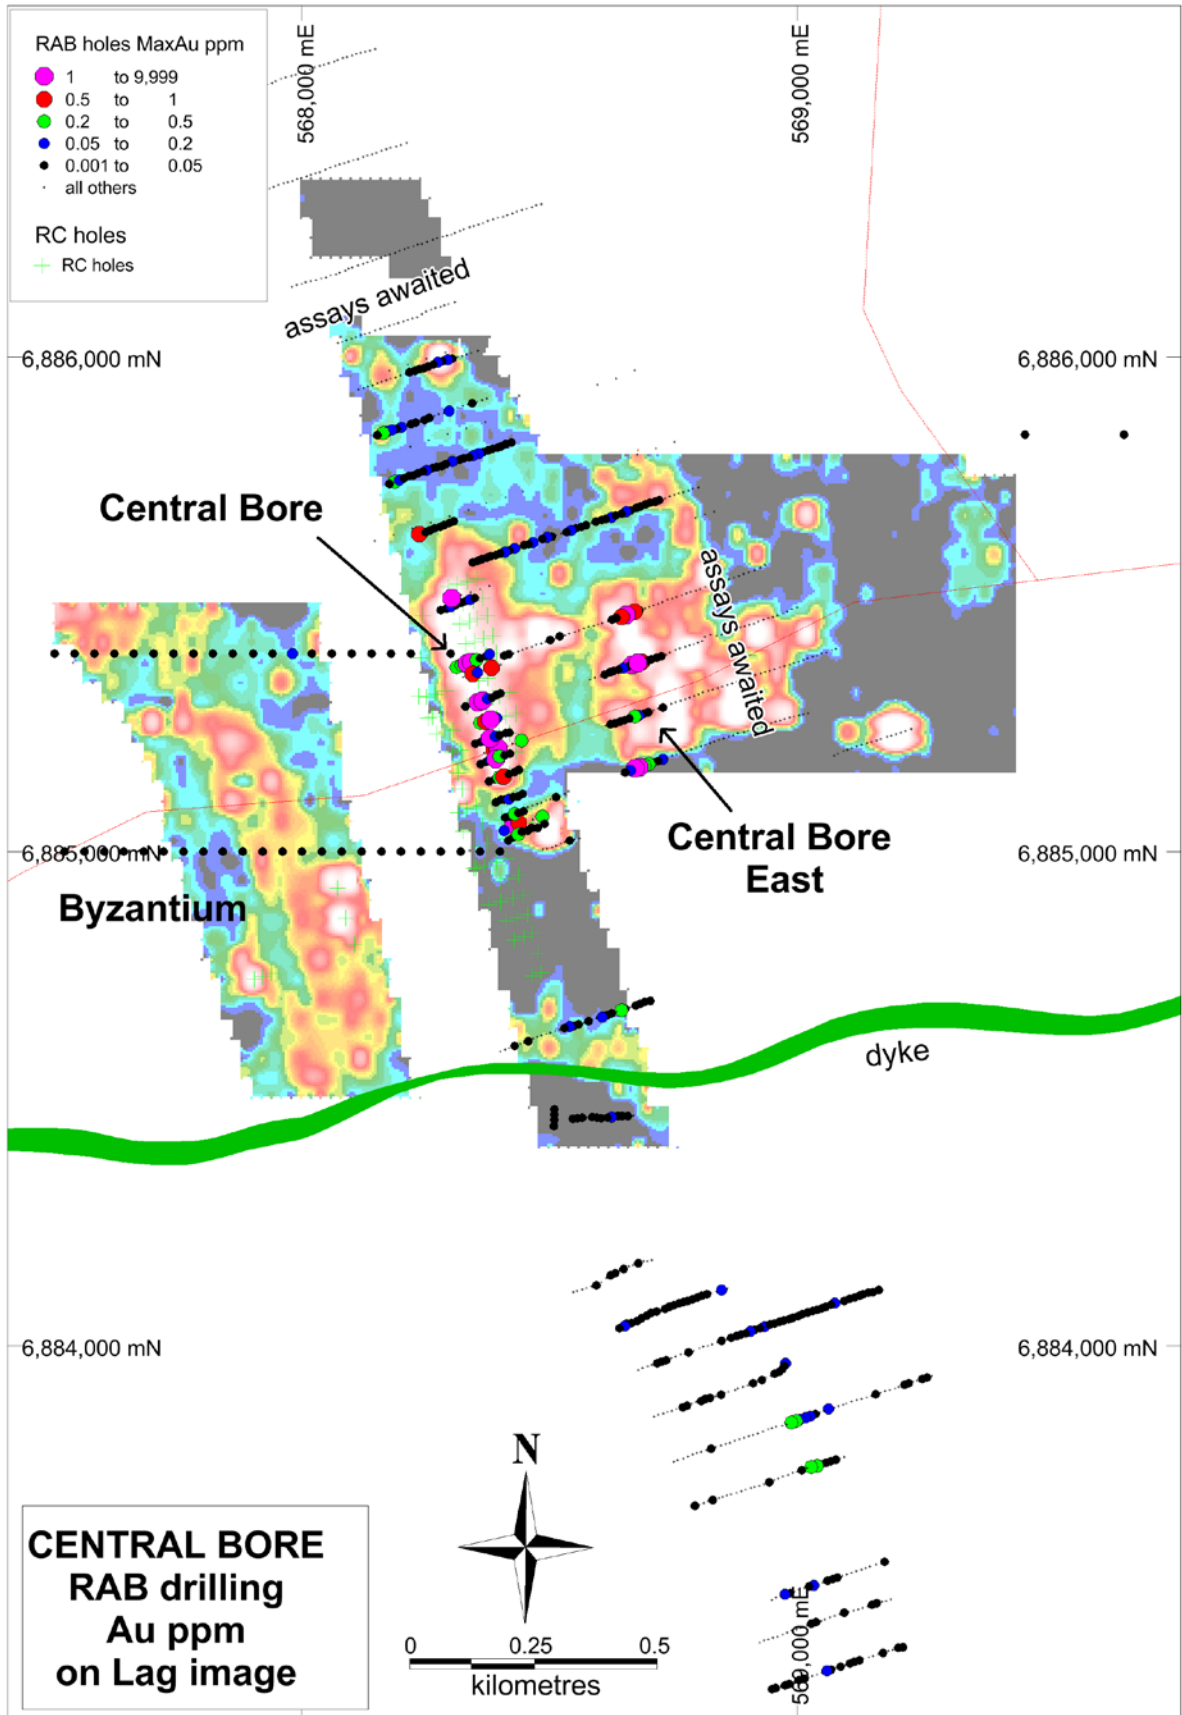 RAB holes MaxAu ppm
1 to 9,999
0.5 to 1
0.2 to 0.5
0.05 to 0.2
0.001 to 0.05
all others
RC holes
RC holes
568,000 mE
569,000 mE
assays awaited
6,886,000 mN
6,886,000 mN
Central Bore
assays awaited
Central Bore
East
6,885,000 mN
6,885,000 mN
Byzantium
dyke
6,884,000 mN
6,884,000 mN
N
CENTRAL BORE
RAB drilling
Au ppm
on Lag image
0 0.25 0.5
kilometres
569,000 mE